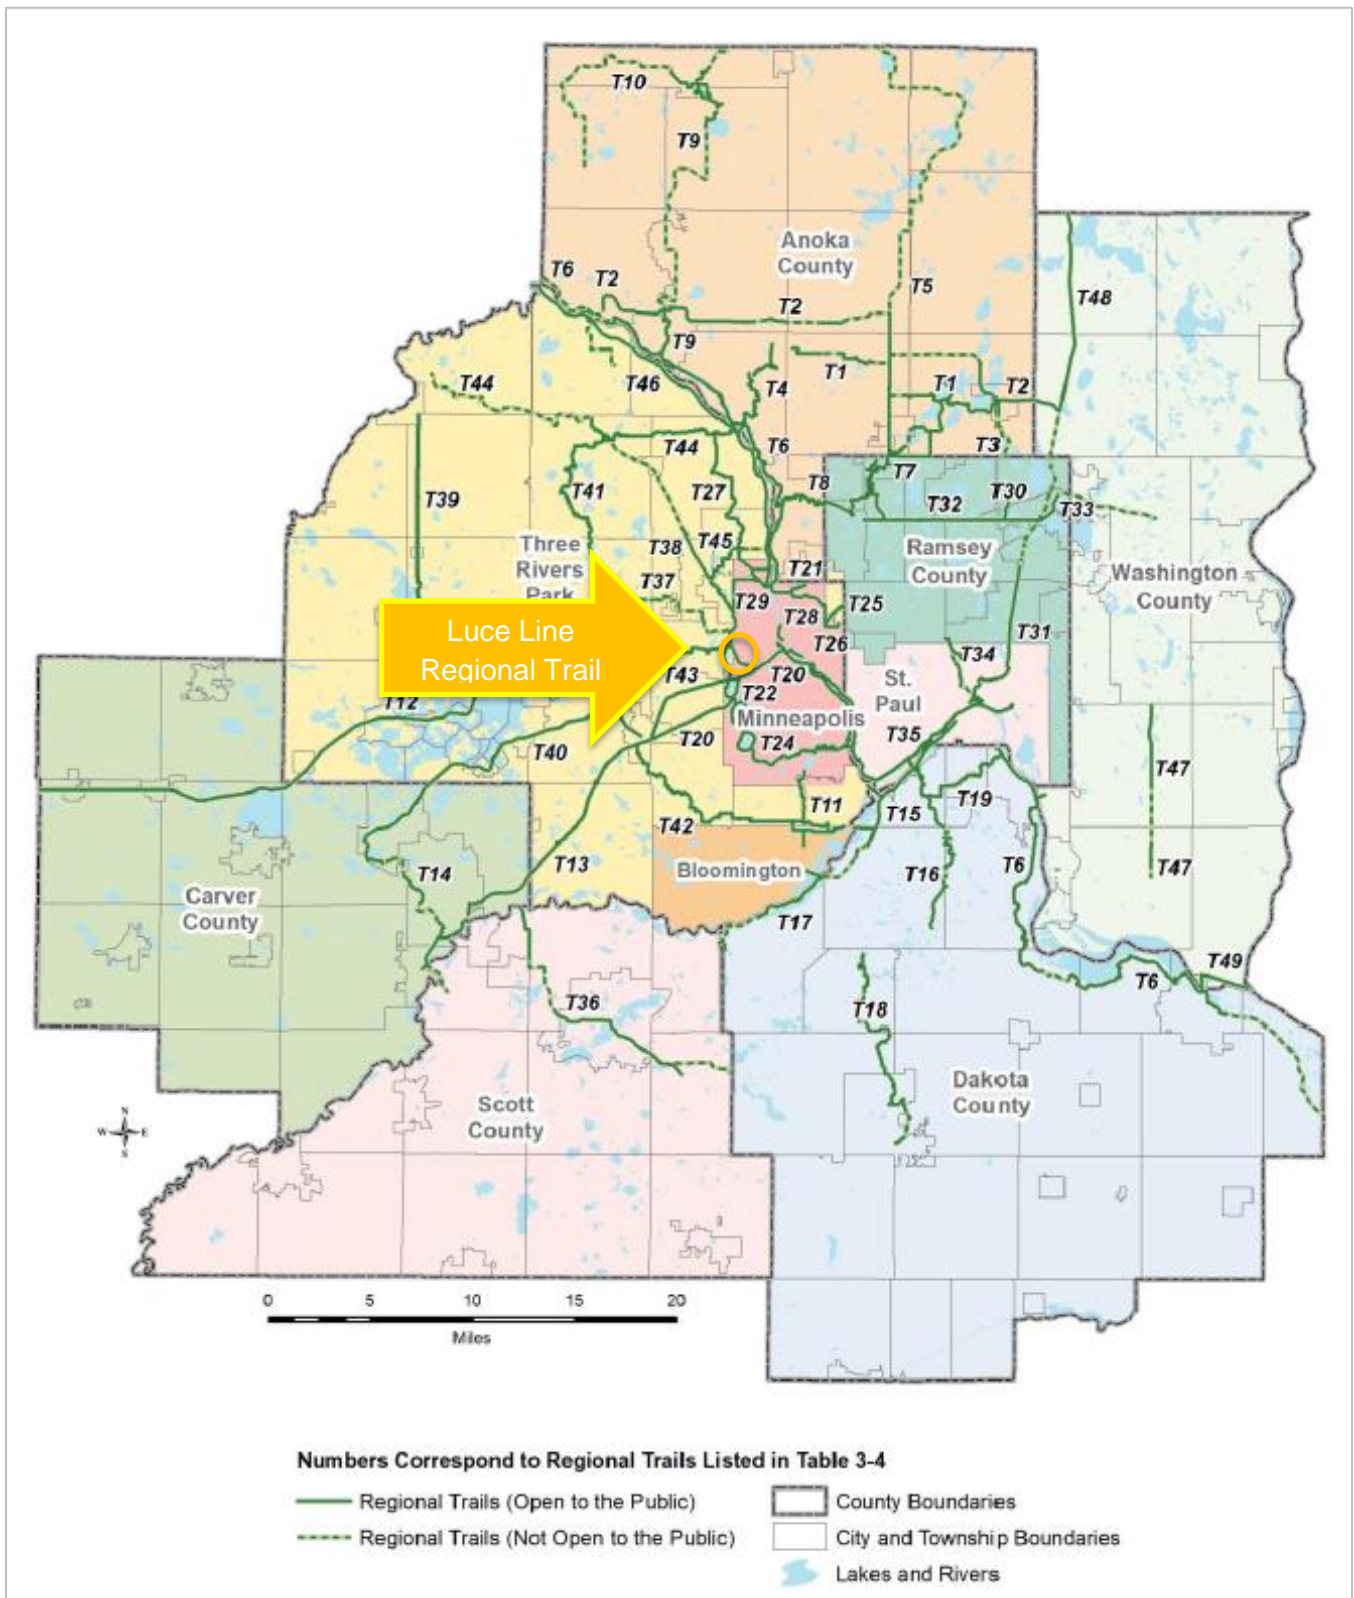 T10
T9
Anoka
County
T6
T2
T2
T5
T48
T9
T1
T44
T46
T4
T1
T2
T44
T6
T3
T41
T27
T8
T7
T39
T32
T30
T33
Three
Rivers
Park
T38
T45
T21
Ramsey
County
Washington
County
T37
T29
T28
T25
Luce Line
Regional Trail
T26
T31
T43
T20
T34
T22
St.
Paul
T12
Minneapolis
T40
T20
T24
T35
T47
T42
T11
T15
T19
T14
T13
Bloomington
T16
T6
T47
Carver
County
T17
T49
T6
T36
T18
Scott
County
Dakota
County
N
W E
S
0 5 10 15 20
Miles
Numbers Correspond to Regional Trails Listed in Table 3-4
Regional Trails (Open to the Public)
County Boundaries
Regional Trails (Not Open to the Public)
City and Township Boundaries
Lakes and Rivers